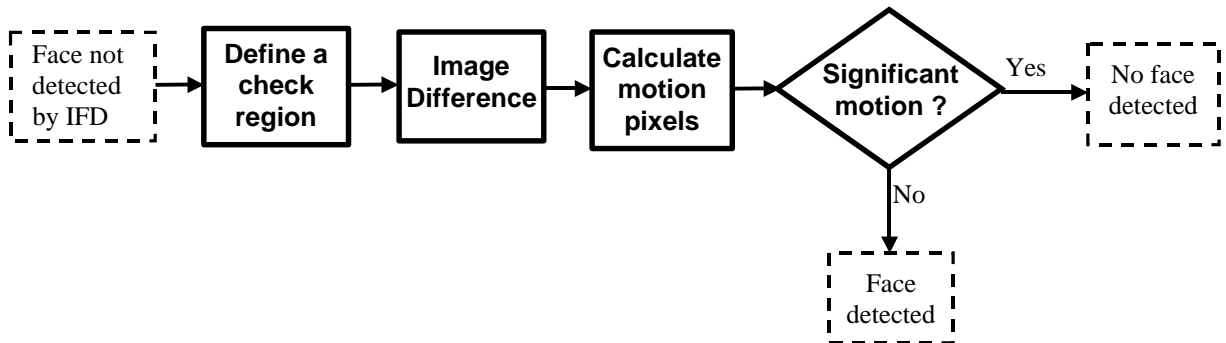 Face not
detected
by IFD
Define a
check
region
Image
Difference
Calculate
motion
pixels
Significant
motion ?
Yes
No face
detected
No
Face
detected